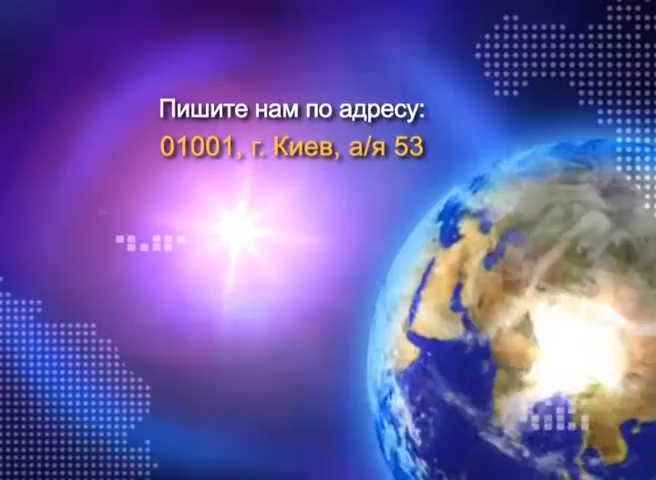 Пишите нам по адресу:
01001, г. Киев, а/я 53